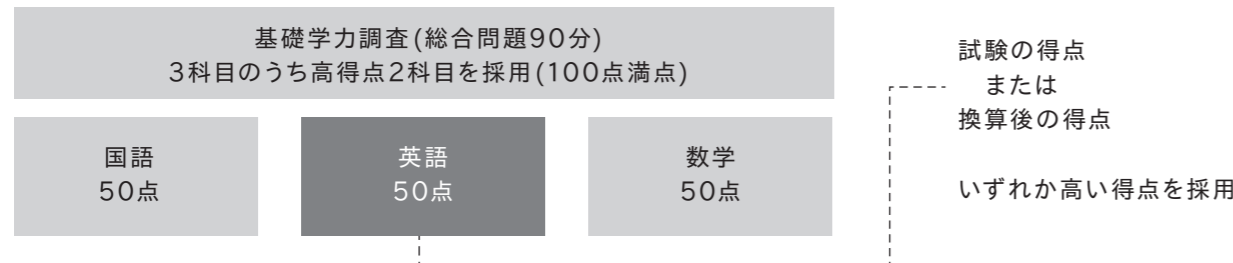 基礎学力調査(総合問題90分)
3科目のうち高得点2科目を採用(100点満点)
国語
50点
英語
50点
数学
50点
試験の得点
または
換算後の得点
いずれか高い得点を採用